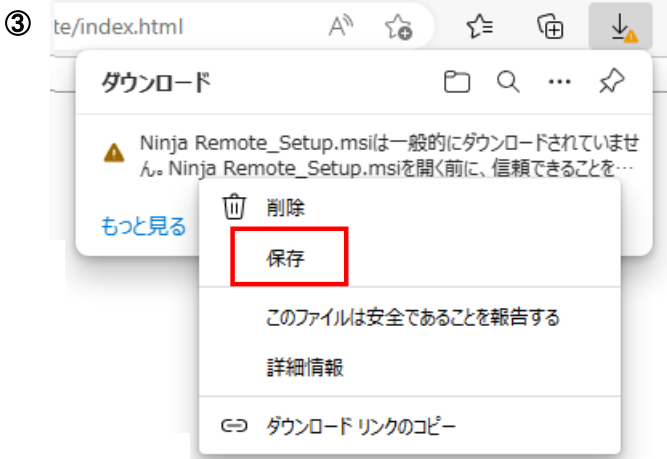 ③
te/index.html
ダウンロード
Ninja Remote_Setup.msiは一般的にダウンロードされていませ
ん。Ninja Remote_Setup.msiを開く前に、信頼できることを…
もっと見る
削除
保存
このファイルは安全であることを報告する
詳細情報
ダウンロード リンクのコピー